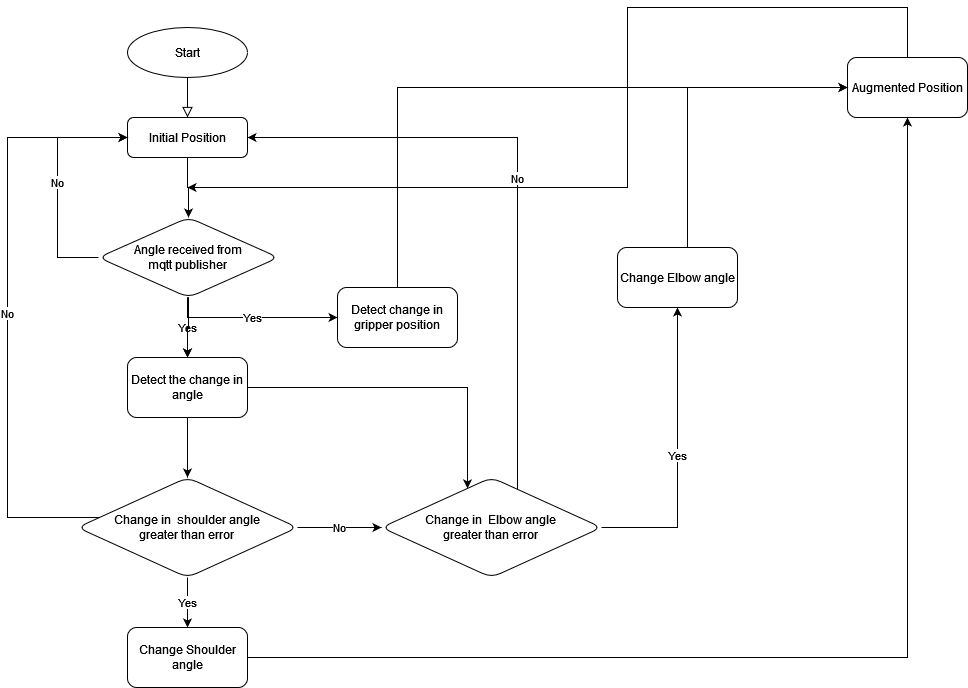 Start
Augmented Position
Initial Position
No
No
Angle received from
mqtt publisher
Change Elbow angle
No
Yes
Yes
Detect change in
gripper position
Detect the change in
angle
Yes
Change in  shoulder angle
greater than error
No
Change in  Elbow angle
greater than error
Yes
Change Shoulder
angle